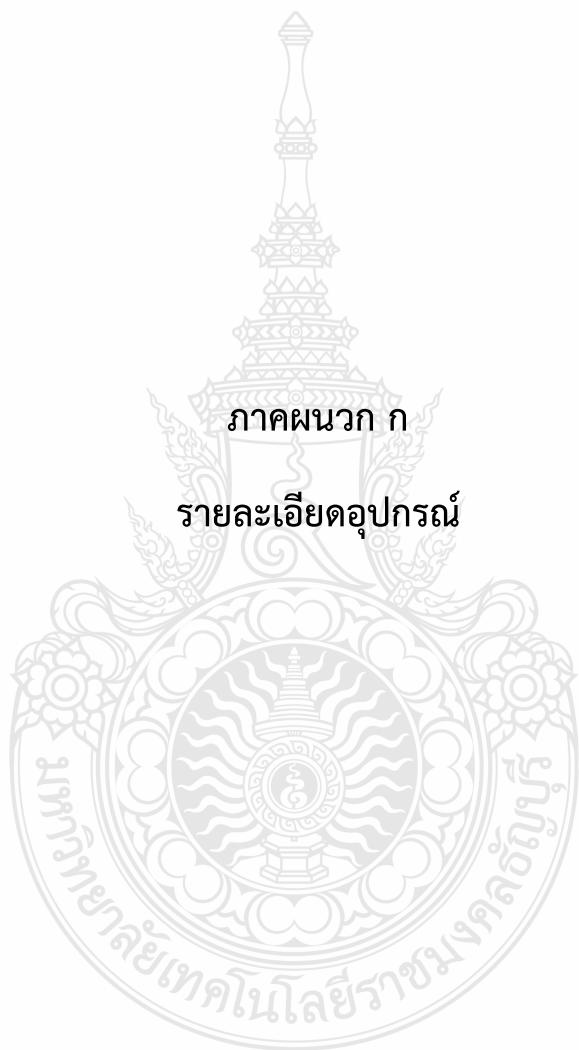 ภาคผนวก ก
รายละเอียดอุปกรณ์
มหาวิทยาลัยเทคโนโลยีราชมงคลธัญบุรี